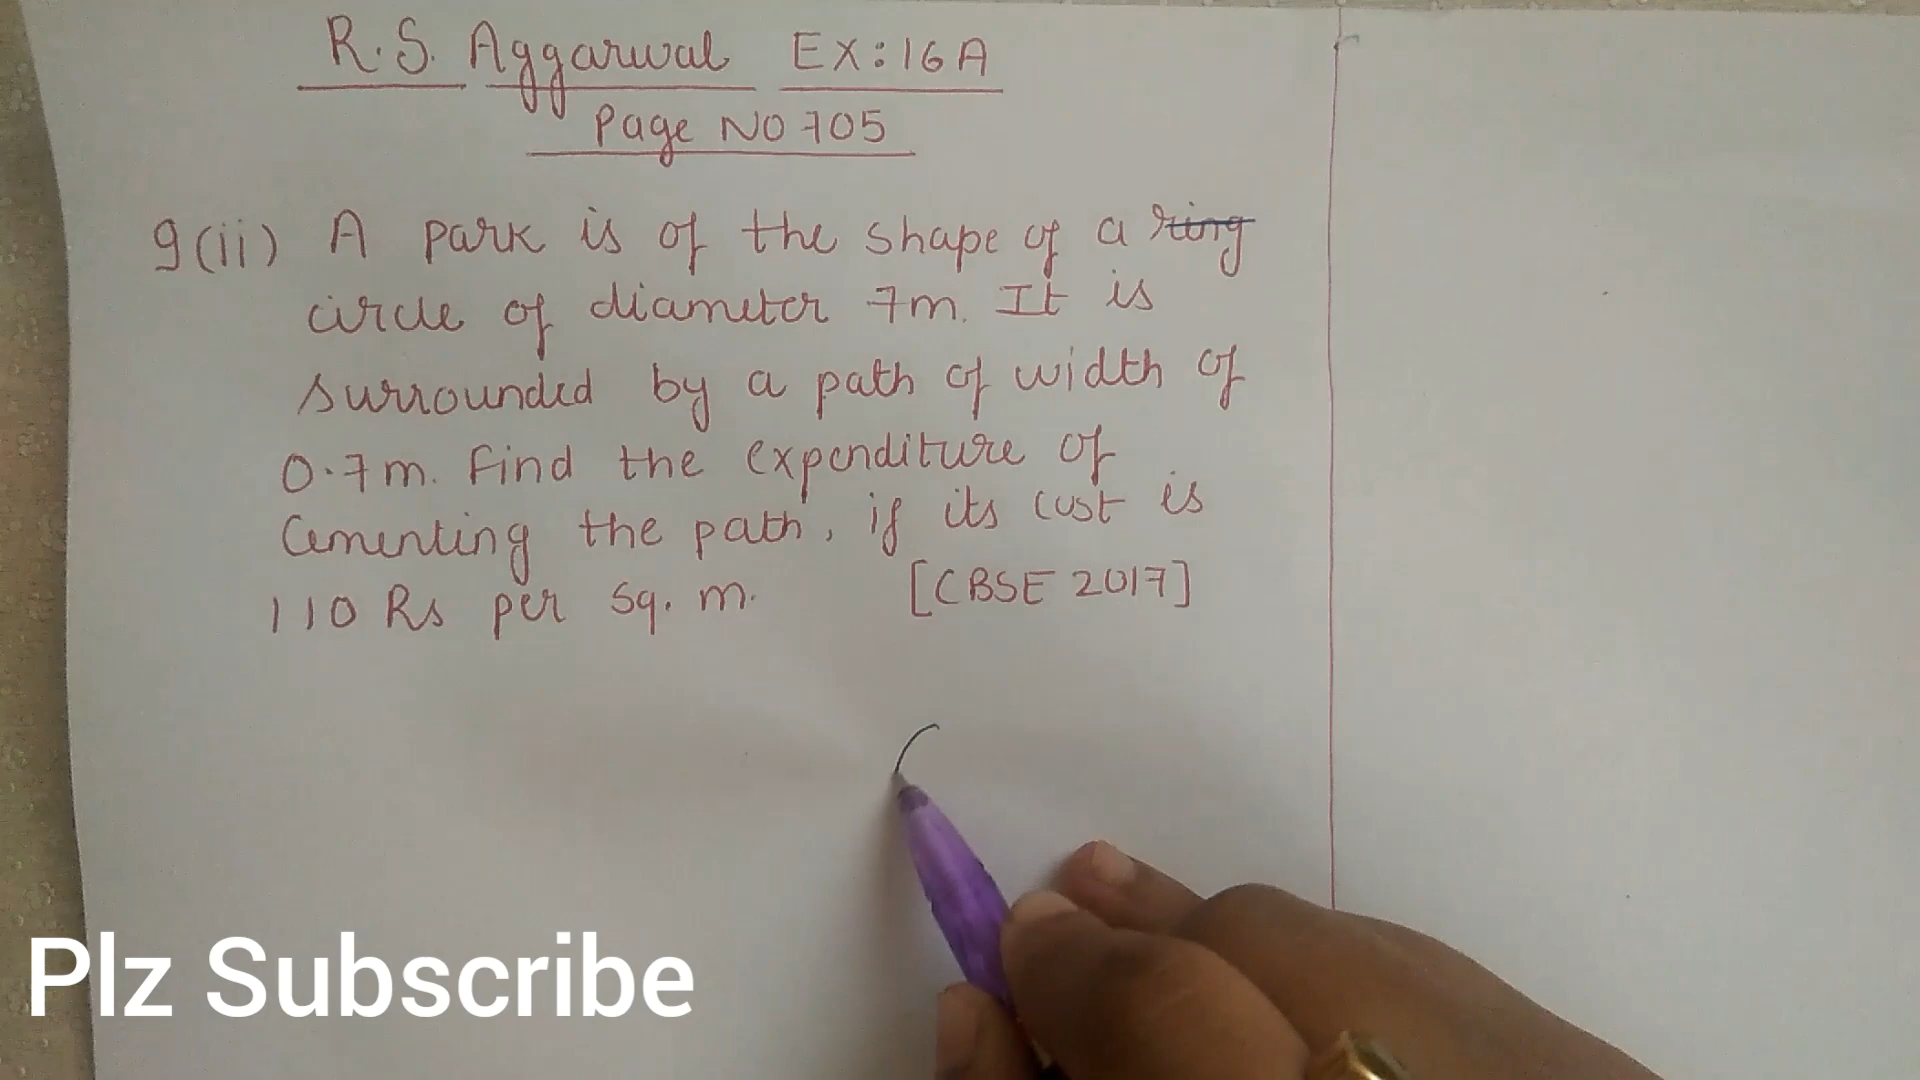 R.S. Aggarwal EX:16A
Page NO 705
9(ii) A park is of the shape of a ring
circle of diameter 7m. It is
surrounded by a path of width of
0.7m. Find the expenditure of
Cementing the path, if its cost is
110 Rs per sq. m. [CBSE 2017]
Plz Subscribe